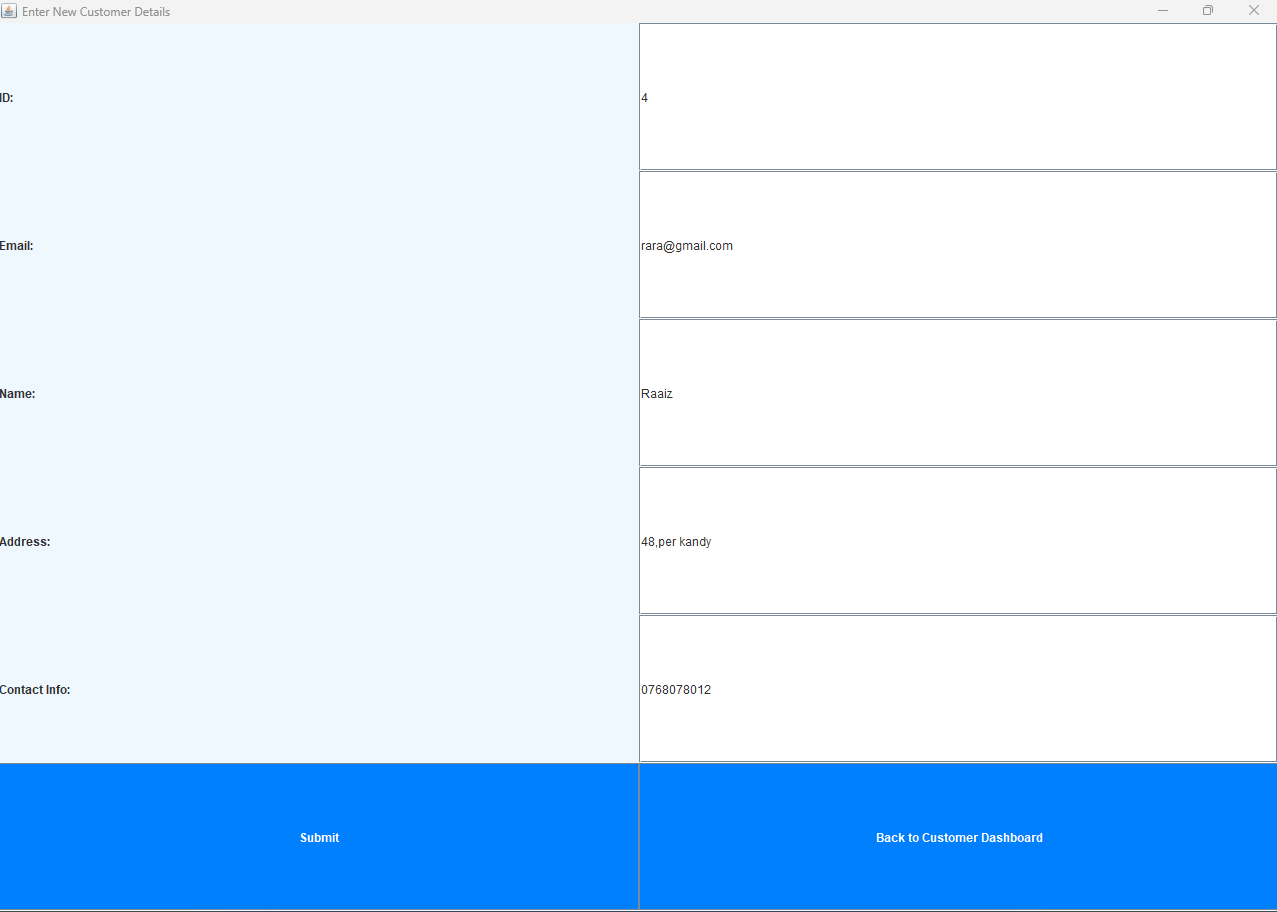 Enter New Customer Details
ID:
4
Email:
rara@gmail.com
Name:
Raaiz
Address:
48,per kandy
Contact Info:
0768078012
Submit
Back to Customer Dashboard